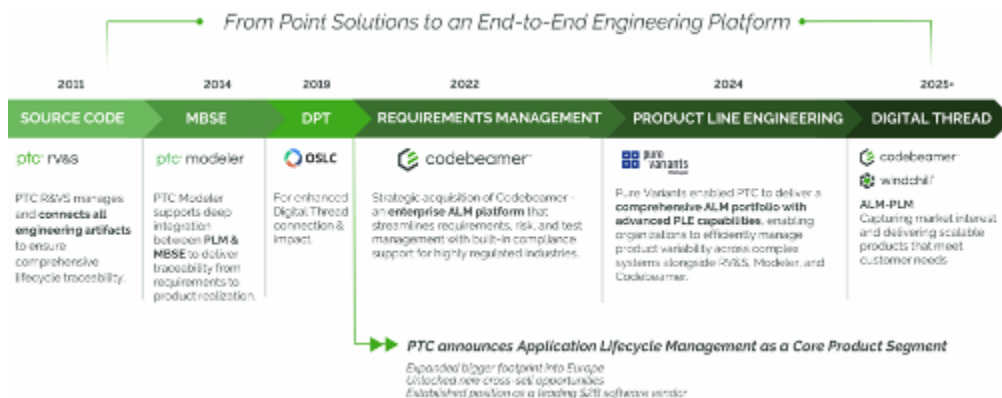 From Point Solutions to an End-to-End Engineering Platform
2011
2014
2019
2022
2024
2025+
SOURCE CODE
MBSE
DPT
REQUIREMENTS MANAGEMENT
PRODUCT LINE ENGINEERING
DIGITAL THREAD
ptc rv&s
PTC RV&S manages
and connects all
engineering artifacts
to ensure
comprehensive
lifecycle traceability.
ptc modeler
PTC Modeler
supports deep
integration
between PLM &
MBSE to deliver
traceability from
requirements to
product realization.
OSLC
For enhanced
Digital Thread
connection &
impact.
codebeamer
Strategic acquisition of Codebeamer -
an enterprise ALM platform that
streamlines requirements, risk, and test
management with built-in compliance
support for highly regulated industries.
pure
variants
Pure Variants enabled PTC to deliver a
comprehensive ALM portfolio with
advanced PLE capabilities, enabling
organizations to efficiently manage
product variability across complex
systems alongside RV&S, Modeler, and
Codebeamer.
codebeamer
windchill
ALM-PLM
Capturing market interest
and delivering scalable
products that meet
customer needs
PTC announces Application Lifecycle Management as a Core Product Segment
Expanded bigger footprint into Europe
Unlocked new cross-sell opportunities
Established position as a leading $2B software vendor